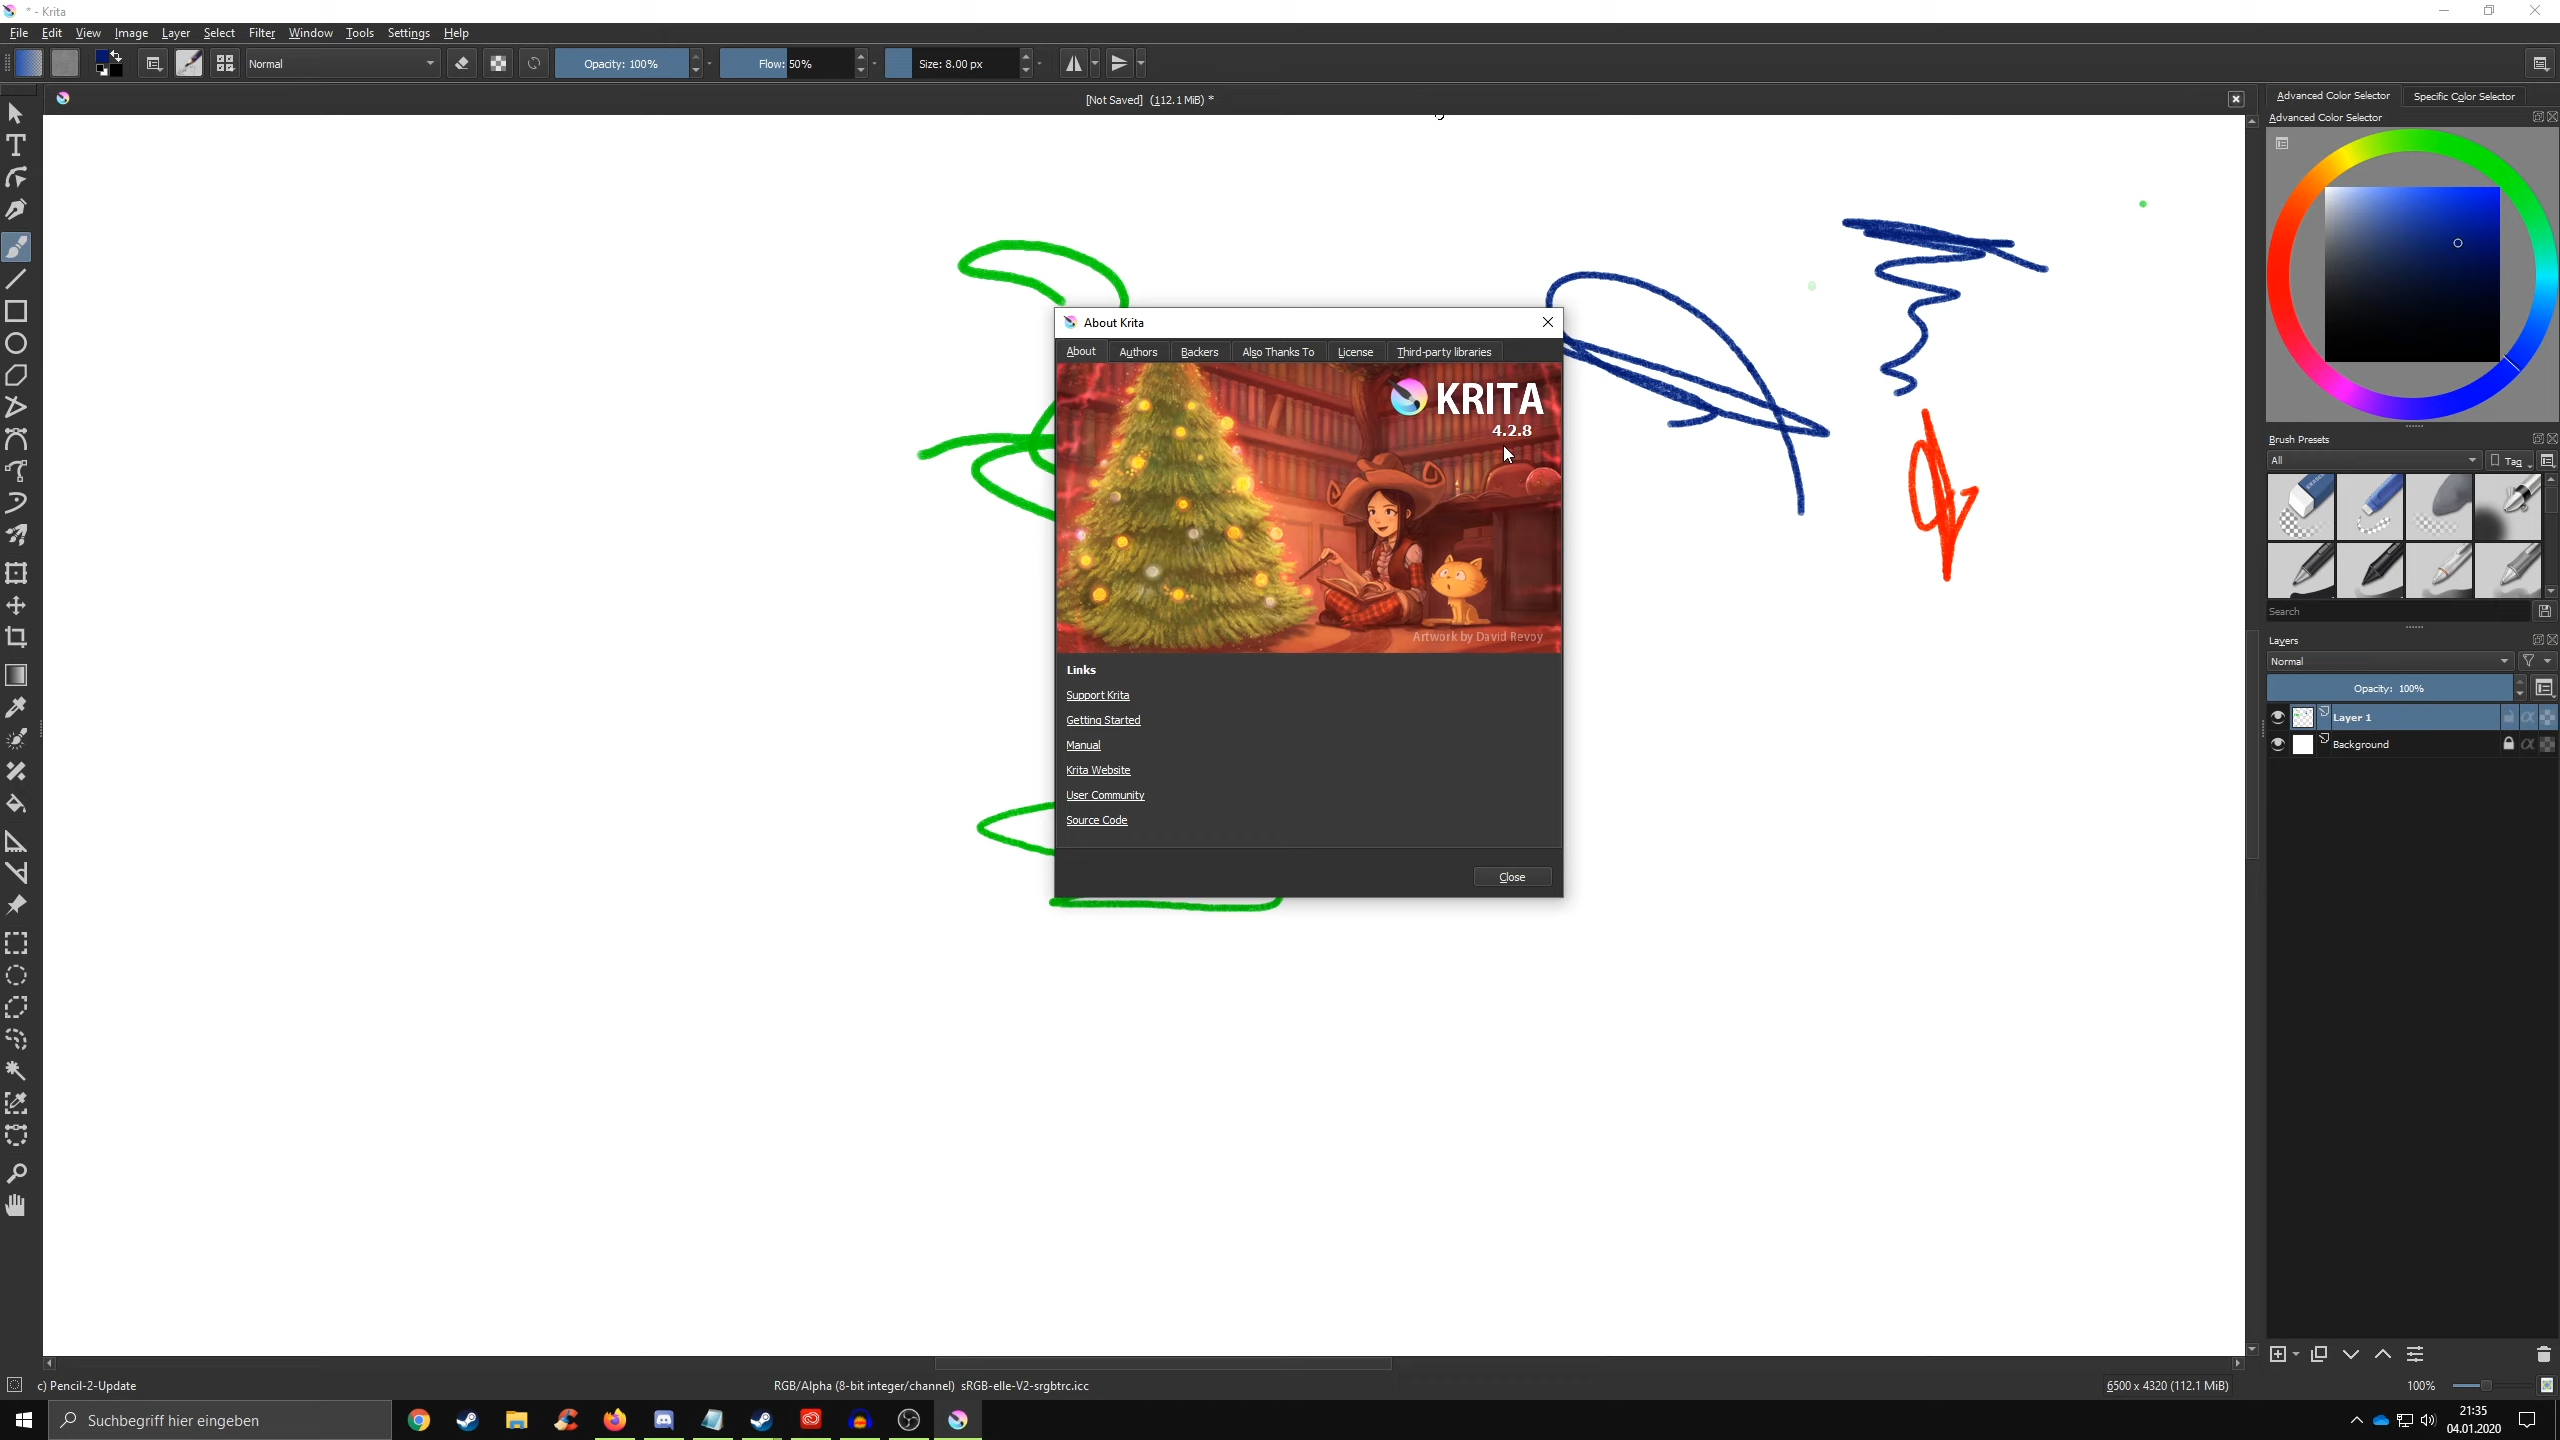 * - Krita
File Edit View Image Layer Select Filter Window Tools Settings Help
Normal Opacity: 100% Flow: 50% Size: 8.00 px
[Not Saved] (112.1 MiB) *
Advanced Color Selector Specific Color Selector
Advanced Color Selector
About Krita
About Authors Backers Also Thanks To License Third-party libraries
KRITA
4.2.8
Artwork by David Revoy
Links
Support Krita
Getting Started
Manual
Krita Website
User Community
Source Code
Close
Brush Presets
All Tag
Search
Layers
Normal
Opacity: 100%
Layer 1
Background
c) Pencil-2-Update RGB/Alpha (8-bit integer/channel) sRGB-elle-V2-srgbtrc.icc 6500 x 4320 (112.1 MiB) 100%
Suchbegriff hier eingeben
21:35
04.01.2020